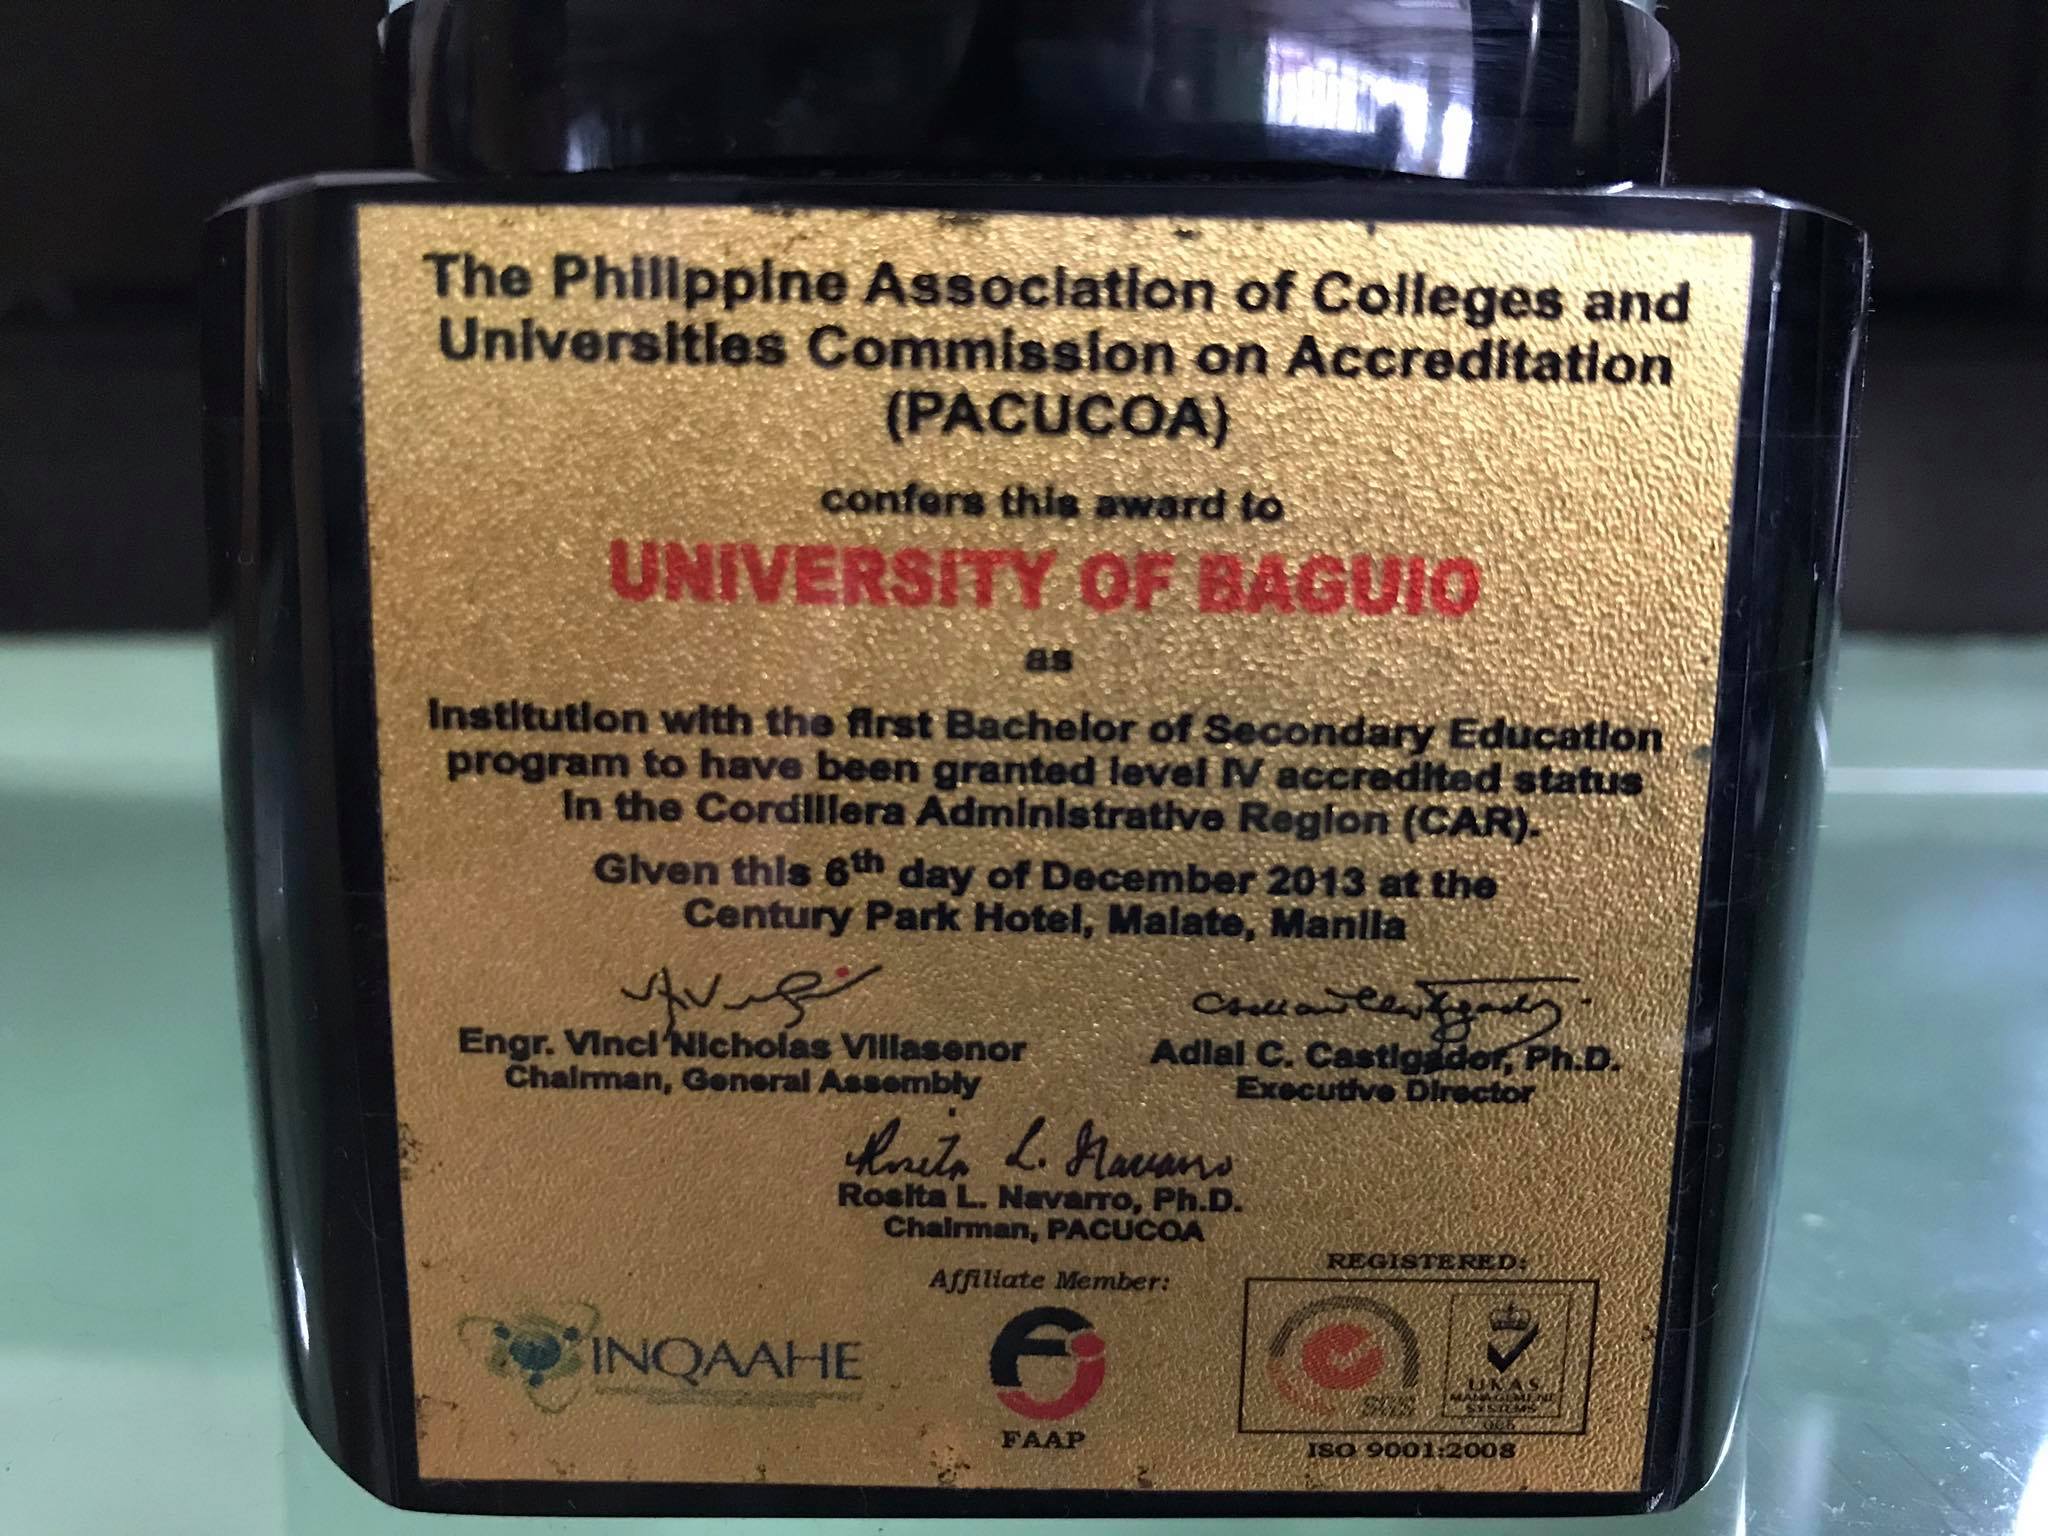 The Philippine Association of Colleges and
Universities Commission on Accreditation
(PACUCOA)
confers this award to
UNIVERSITY OF BAGUIO
as
Institution with the first Bachelor of Secondary Education
program to have been granted level IV accredited status
in the Cordillera Administrative Region (CAR).
Given this 6th day of December 2013 at the
Century Park Hotel, Malate, Manila
Engr. Vinci Nicholas Villasenor
Chairman, General Assembly
Adial C. Castigador, Ph.D.
Executive Director
Rosita L. Navarro
Rosita L. Navarro, Ph.D.
Chairman, PACUCOA
Affiliate Member:
INQAAHE
FAAP
REGISTERED:
SGS
UKAS
MANAGEMENT
SYSTEMS
ISO 9001:2008